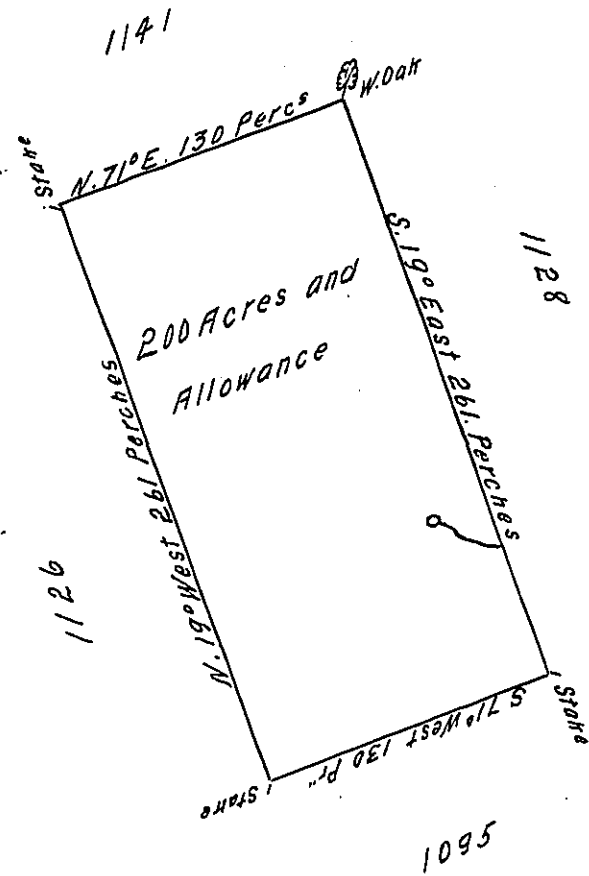 1141
W.Oak
Stake
N. 71° E. 130 Percs
S. 19° East 261. Perches
1128
200 Acres and
Allowance
N. 19° West 261 Perches
1126
S 71° West 130 Pr"
Stake
Stake
1095